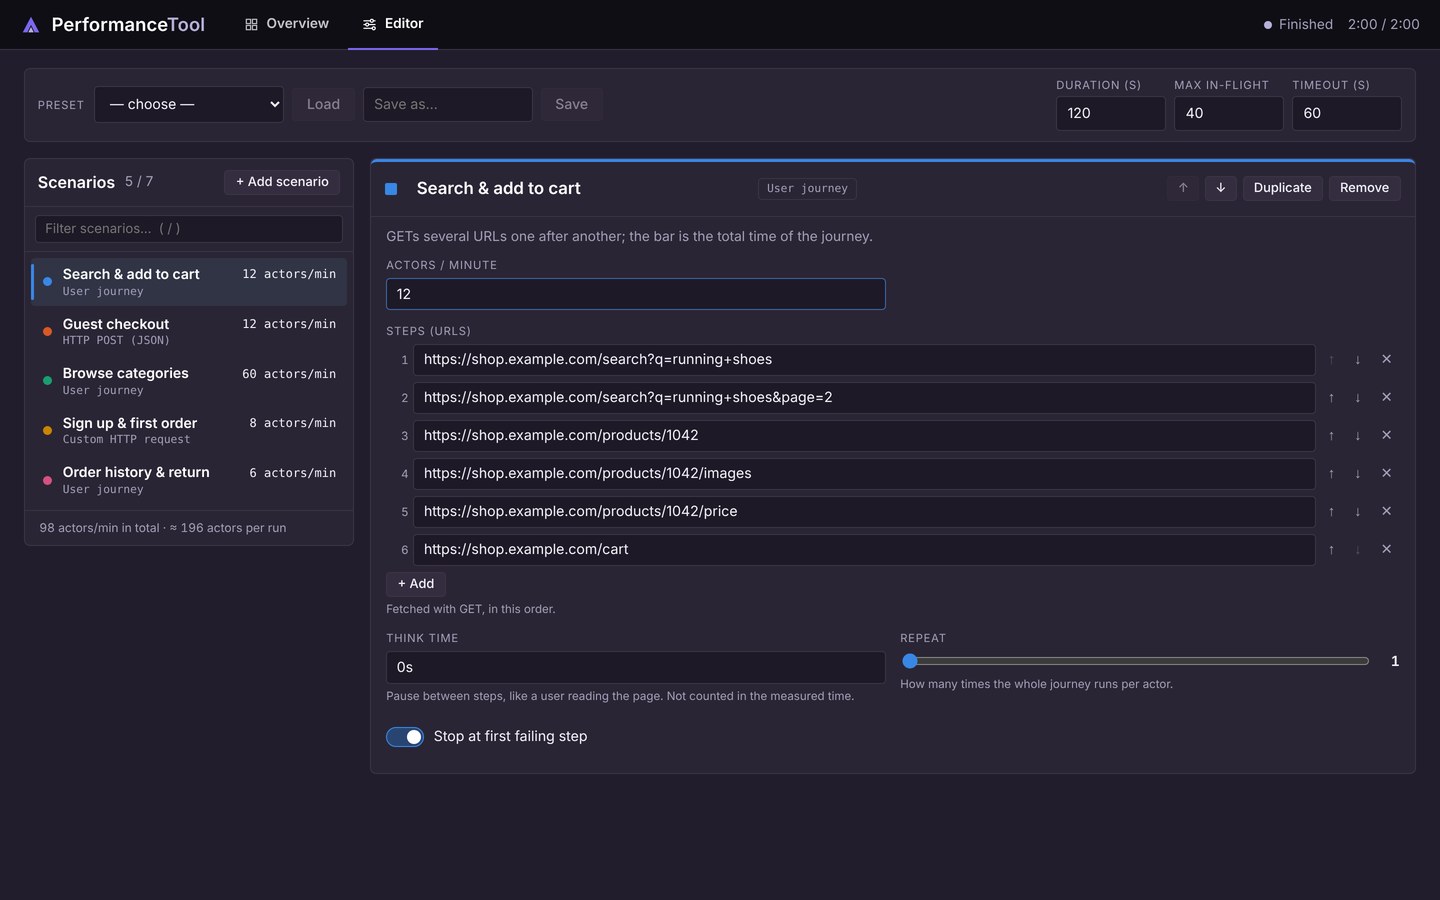 PerformanceTool Overview Editor Finished 2:00 / 2:00
PRESET — choose — Load Save as... Save
DURATION (S) MAX IN-FLIGHT TIMEOUT (S)
120 40 60
Scenarios 5 / 7 + Add scenario
Filter scenarios... ( / )
Search & add to cart 12 actors/min
User journey
Guest checkout 12 actors/min
HTTP POST (JSON)
Browse categories 60 actors/min
User journey
Sign up & first order 8 actors/min
Custom HTTP request
Order history & return 6 actors/min
User journey
98 actors/min in total · ≈ 196 actors per run
Search & add to cart User journey ↑ ↓ Duplicate Remove
GETs several URLs one after another; the bar is the total time of the journey.
ACTORS / MINUTE
12
STEPS (URLS)
1 https://shop.example.com/search?q=running+shoes ↑ ↓ ✕
2 https://shop.example.com/search?q=running+shoes&page=2 ↑ ↓ ✕
3 https://shop.example.com/products/1042 ↑ ↓ ✕
4 https://shop.example.com/products/1042/images ↑ ↓ ✕
5 https://shop.example.com/products/1042/price ↑ ↓ ✕
6 https://shop.example.com/cart ↑ ↓ ✕
+ Add
Fetched with GET, in this order.
THINK TIME
0s
Pause between steps, like a user reading the page. Not counted in the measured time.
REPEAT
1
How many times the whole journey runs per actor.
Stop at first failing step